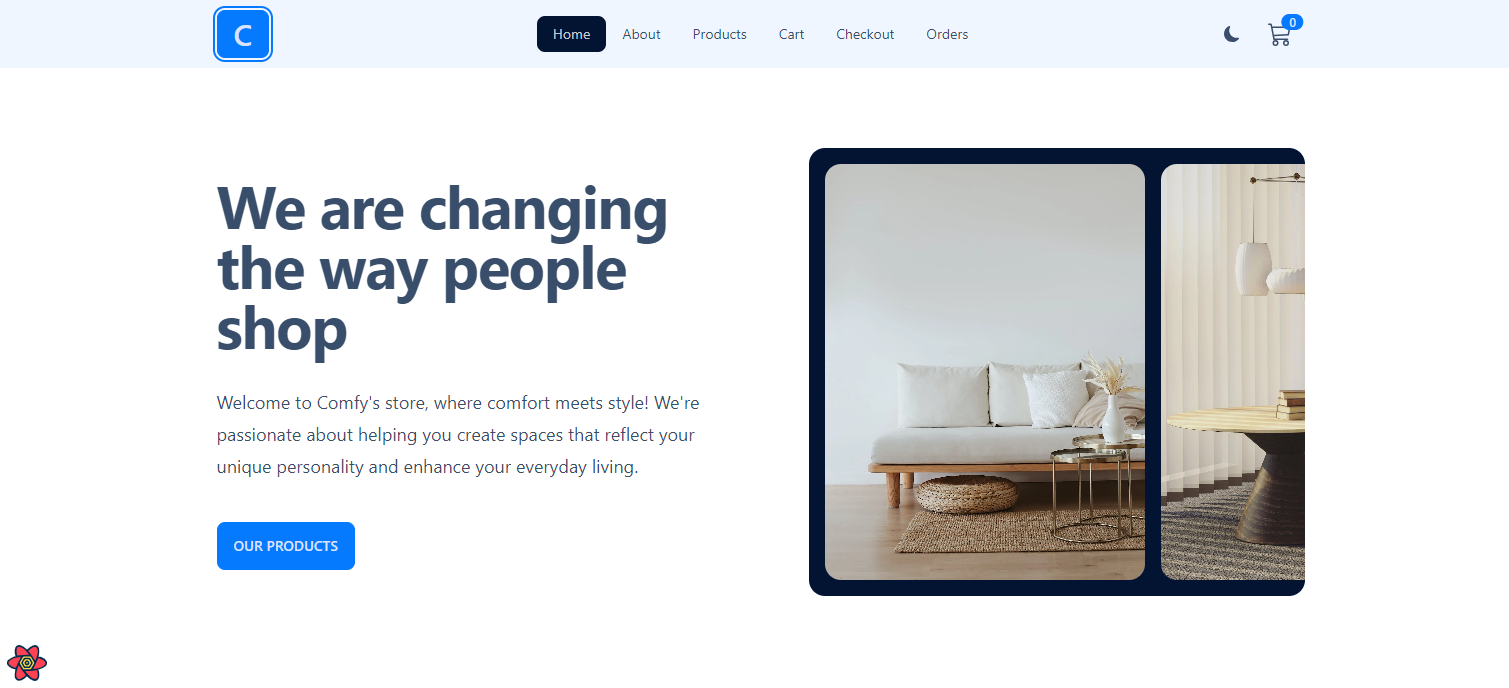 C
Home About Products Cart Checkout Orders
0
We are changing
the way people
shop
Welcome to Comfy's store, where comfort meets style! We're
passionate about helping you create spaces that reflect your
unique personality and enhance your everyday living.
OUR PRODUCTS